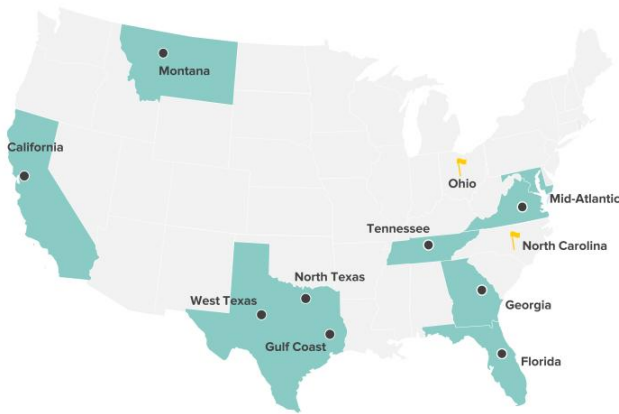 Montana
California
Ohio
Mid-Atlantic
Tennessee
North Carolina
North Texas
West Texas
Georgia
Gulf Coast
Florida